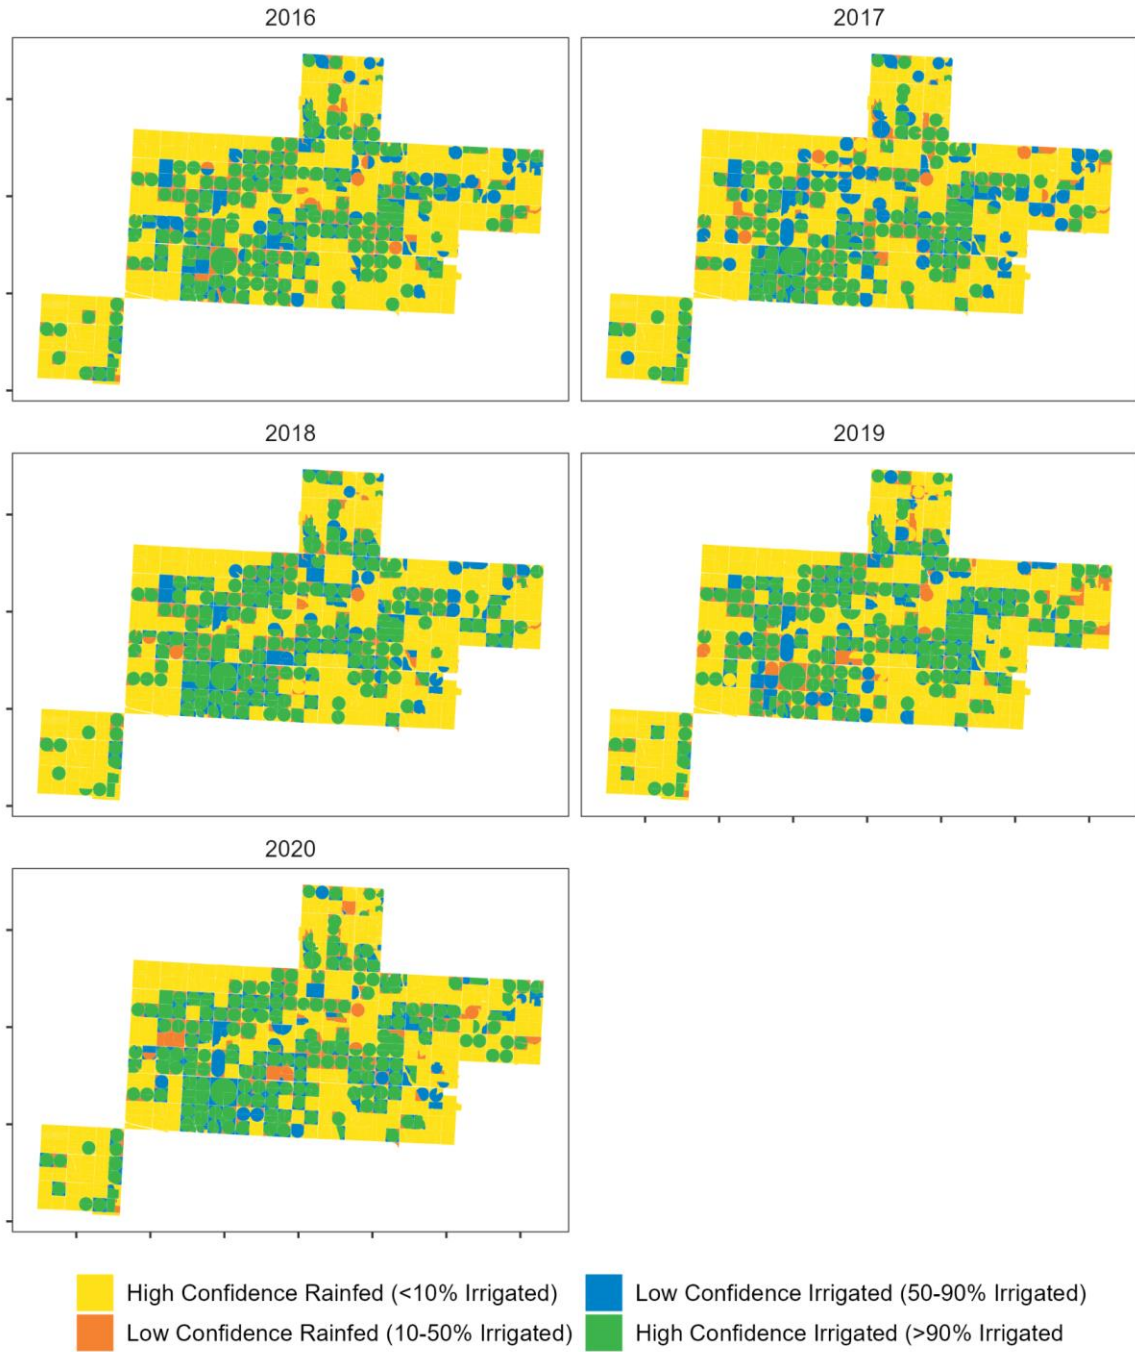 2016
2017
2018
2019
2020
High Confidence Rainfed (<10% Irrigated)
Low Confidence Irrigated (50-90% Irrigated)
Low Confidence Rainfed (10-50% Irrigated)
High Confidence Irrigated (>90% Irrigated